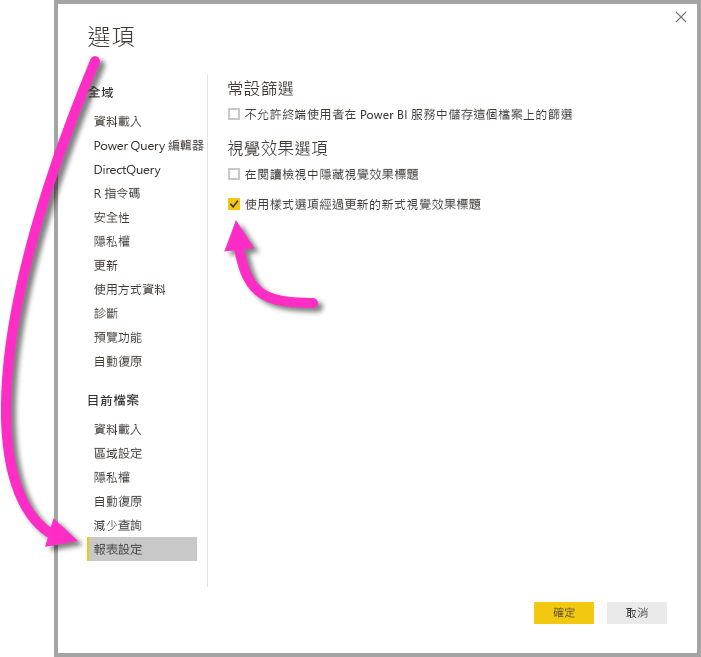 選項
全域
資料載入
Power Query 編輯器
DirectQuery
R 指令碼
安全性
隱私權
更新
使用方式資料
診斷
預覽功能
自動復原
目前檔案
資料載入
區域設定
隱私權
自動復原
減少查詢
報表設定
常設篩選
不允許終端使用者在 Power BI 服務中儲存這個檔案上的篩選
視覺效果選項
在閱讀檢視中隱藏視覺效果標題
使用樣式選項經過更新的新式視覺效果標題
確定
取消